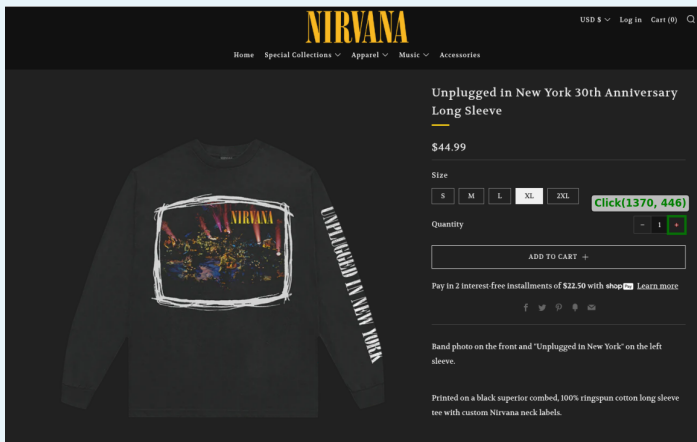 NIRVANA
USD $ Log in Cart (0)
Home Special Collections Apparel Music Accessories
NIRVANA
UNPLUGGED IN NEW YORK
Unplugged in New York 30th Anniversary
Long Sleeve
$44.99
Size
S M L XL 2XL
Click(1370, 446)
Quantity
− 1 +
ADD TO CART +
Pay in 2 interest-free installments of $22.50 with shop Pay Learn more
Band photo on the front and "Unplugged in New York" on the left
sleeve.
Printed on a black superior combed, 100% ringspun cotton long sleeve
tee with custom Nirvana neck labels.